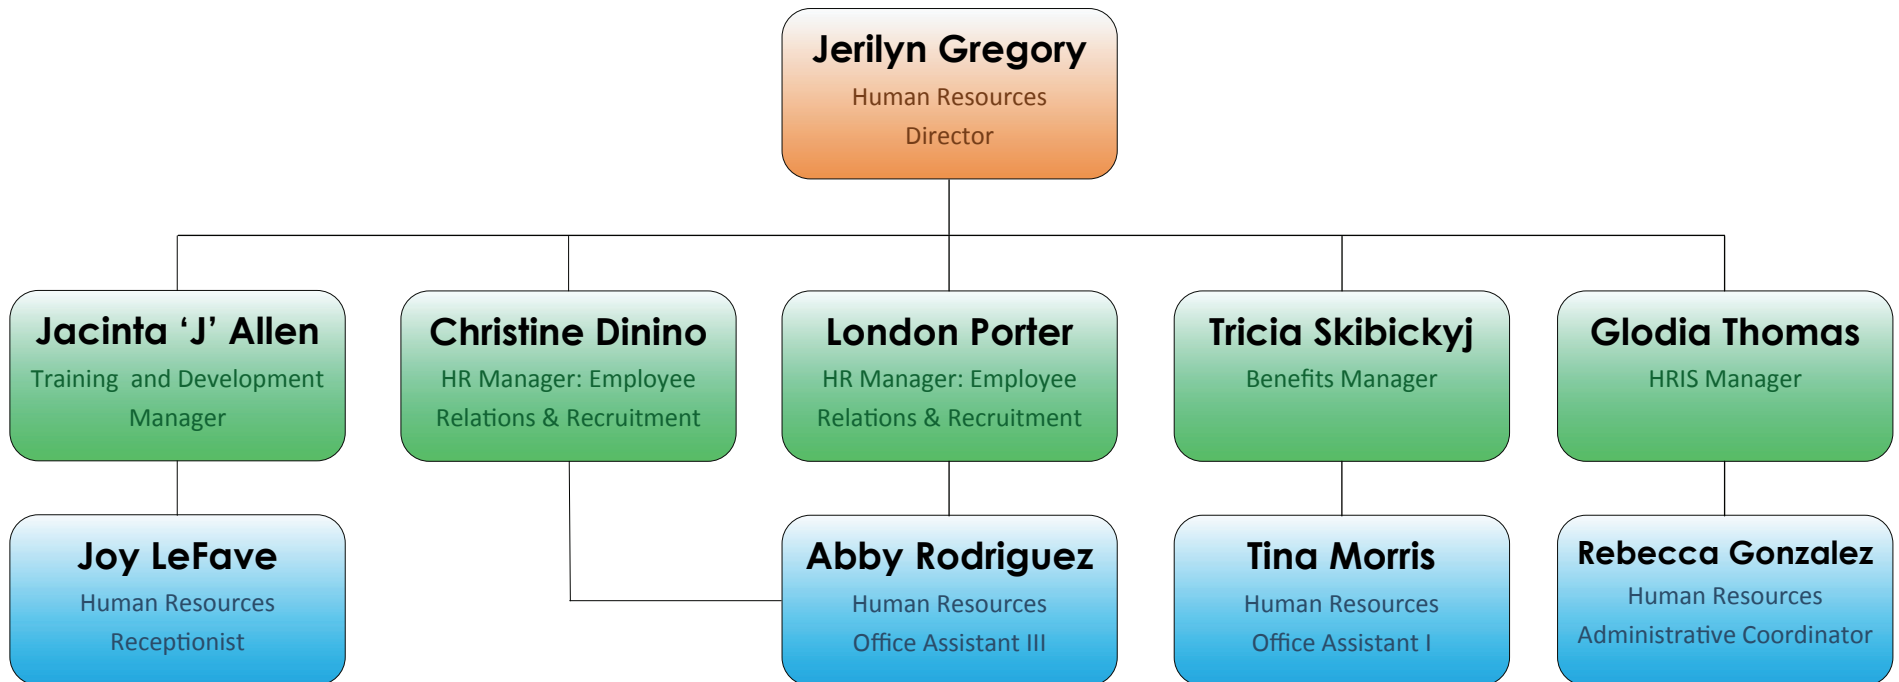 Jerilyn Gregory
Human Resources
Director
Jacinta ‘J’ Allen
Training  and Development
Manager
Christine Dinino
HR Manager: Employee
Relations & Recruitment
London Porter
HR Manager: Employee
Relations & Recruitment
Tricia Skibickyj
Benefits Manager
Glodia Thomas
HRIS Manager
Joy LeFave
Human Resources
Receptionist
Abby Rodriguez
Human Resources
Office Assistant III
Tina Morris
Human Resources
Office Assistant I
Rebecca Gonzalez
Human Resources
Administrative Coordinator